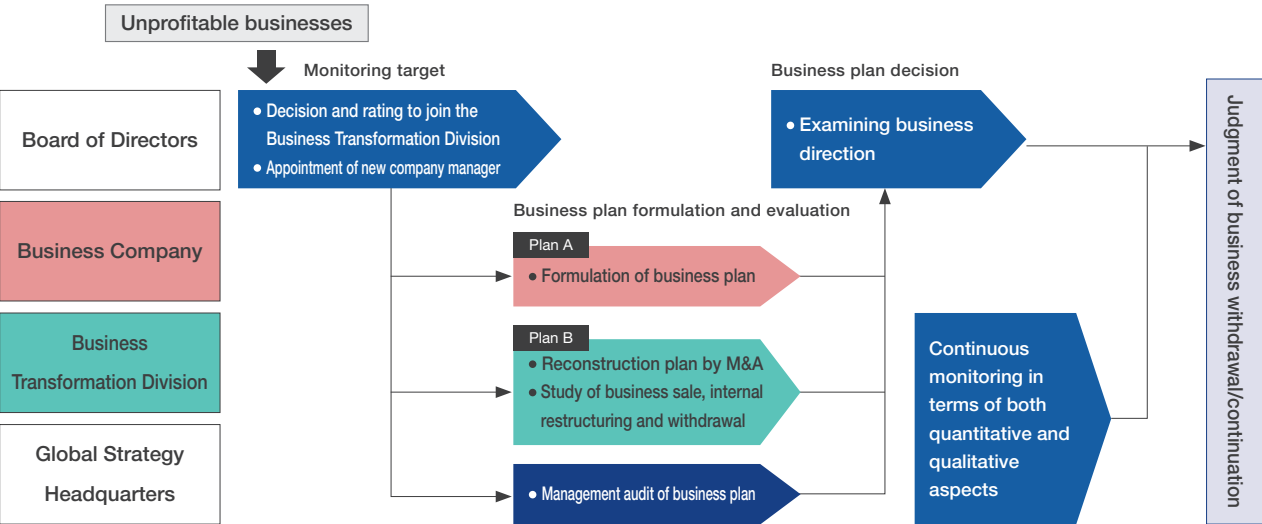 Unprofitable businesses
Monitoring target
Business plan decision
Board of Directors
● Decision and rating to join the
Business Transformation Division
● Appointment of new company manager
● Examining business
direction
Judgment of business withdrawal/continuation
Business plan formulation and evaluation
Business Company
Plan A
● Formulation of business plan
Business
Transformation Division
Plan B
● Reconstruction plan by M&A
● Study of business sale, internal
restructuring and withdrawal
Continuous
monitoring in
terms of both
quantitative and
qualitative
aspects
Global Strategy
Headquarters
● Management audit of business plan